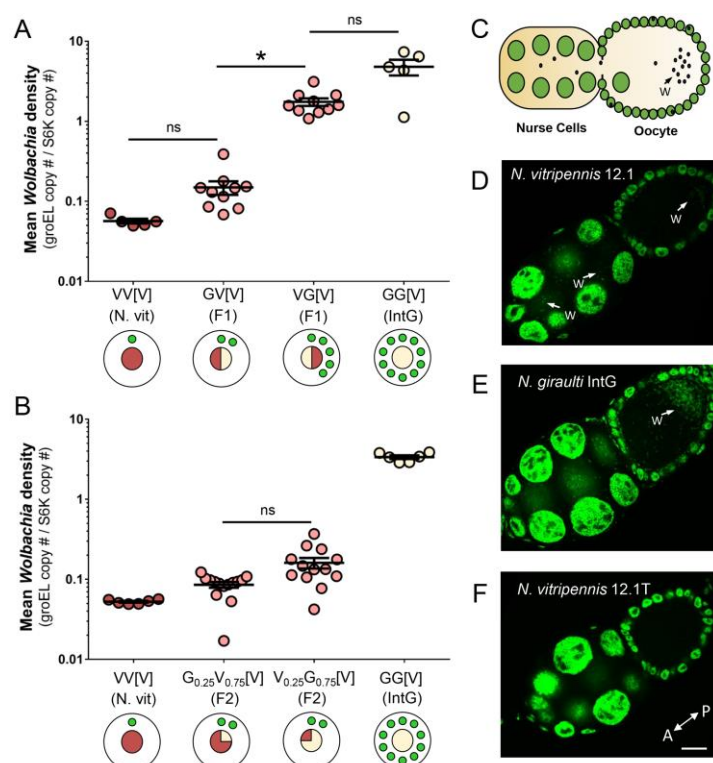 A
Mean Wolbachia density
(groEL copy # / S6K copy #)
10
1
0.1
0.01
ns
*
ns
VV[V]
(N. vit)
GV[V]
(F1)
VG[V]
(F1)
GG[V]
(IntG)
B
Mean Wolbachia density
(groEL copy # / S6K copy #)
10
1
0.1
0.01
ns
VV[V]
(N. vit)
G0.25V0.75[V]
(F2)
V0.25G0.75[V]
(F2)
GG[V]
(IntG)
C
w
Nurse Cells
Oocyte
D
N. vitripennis 12.1
w
w
w
E
N. giraulti IntG
w
F
N. vitripennis 12.1T
A
P